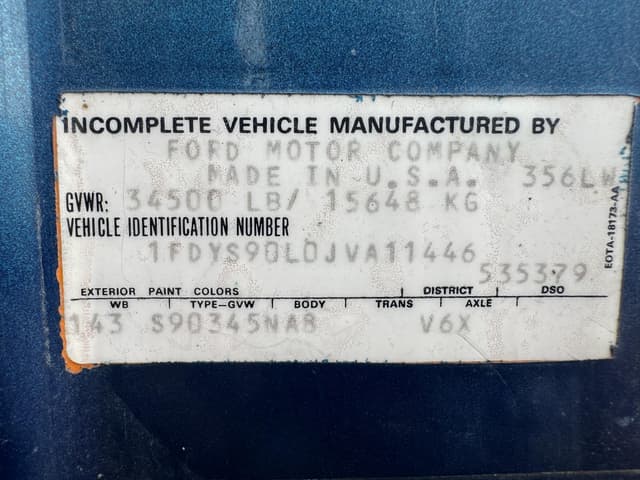 INCOMPLETE VEHICLE MANUFACTURED BY
FORD MOTOR COMPANY
MADE IN U.S.A. 356LW
GVWR: 34500 LB/ 15648 KG
VEHICLE IDENTIFICATION NUMBER
1FDYS90L0JVA11446
535379
EXTERIOR PAINT COLORS DISTRICT DSO
WB TYPE-GVW BODY TRANS AXLE
143 S90345NA8 V6X
EOTA-18173-AA